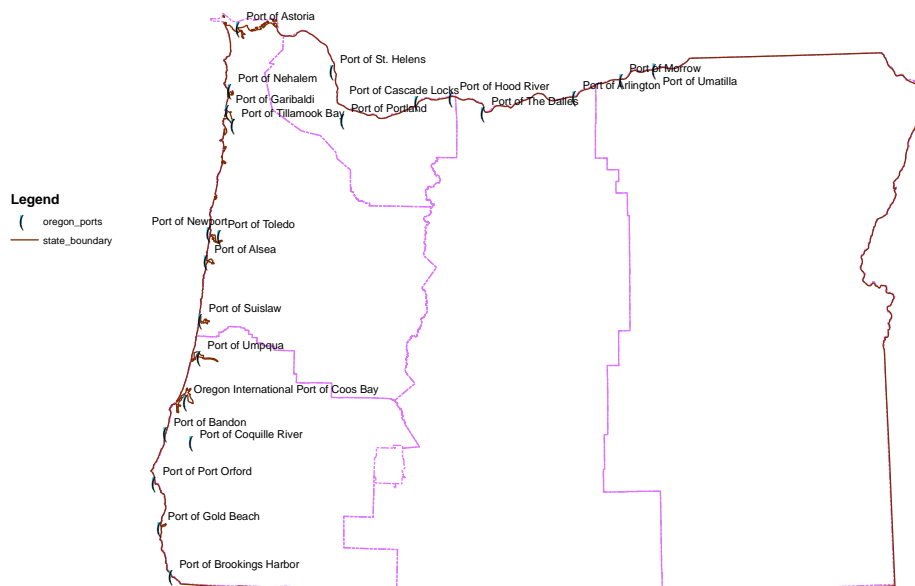 Port of Astoria
Port of St. Helens
Port of Morrow
Port of Umatilla
Port of Nehalem
Port of Hood River
Port of Arlington
Port of Cascade Locks
Port of Garibaldi
Port of The Dalles
Port of Portland
Port of Tillamook Bay
Legend
oregon_ports
state_boundary
Port of Newport
Port of Toledo
Port of Alsea
Port of Suislaw
Port of Umpqua
Oregon International Port of Coos Bay
Port of Bandon
Port of Coquille River
Port of Port Orford
Port of Gold Beach
Port of Brookings Harbor